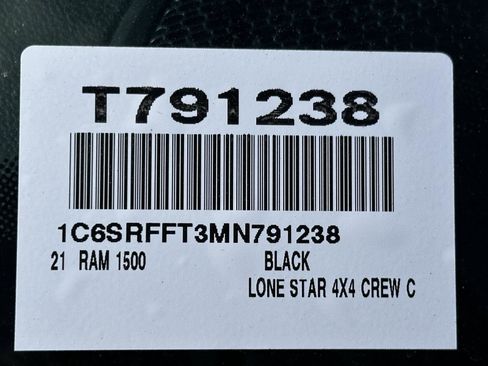 T791238
1C6SRFFT3MN791238
21 RAM 1500 BLACK
LONE STAR 4X4 CREW C